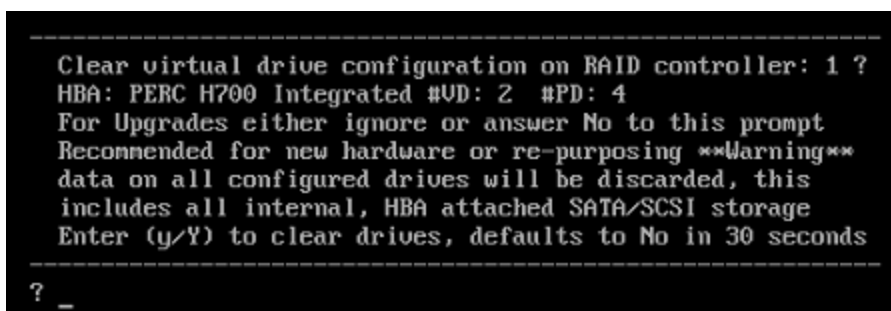 ------------------------------------------------------------
Clear virtual drive configuration on RAID controller: 1 ?
HBA: PERC H700 Integrated #VD: 2  #PD: 4
For Upgrades either ignore or answer No to this prompt
Recommended for new hardware or re-purposing **Warning**
data on all configured drives will be discarded, this
includes all internal, HBA attached SATA/SCSI storage
Enter (y/Y) to clear drives, defaults to No in 30 seconds
------------------------------------------------------------
? _